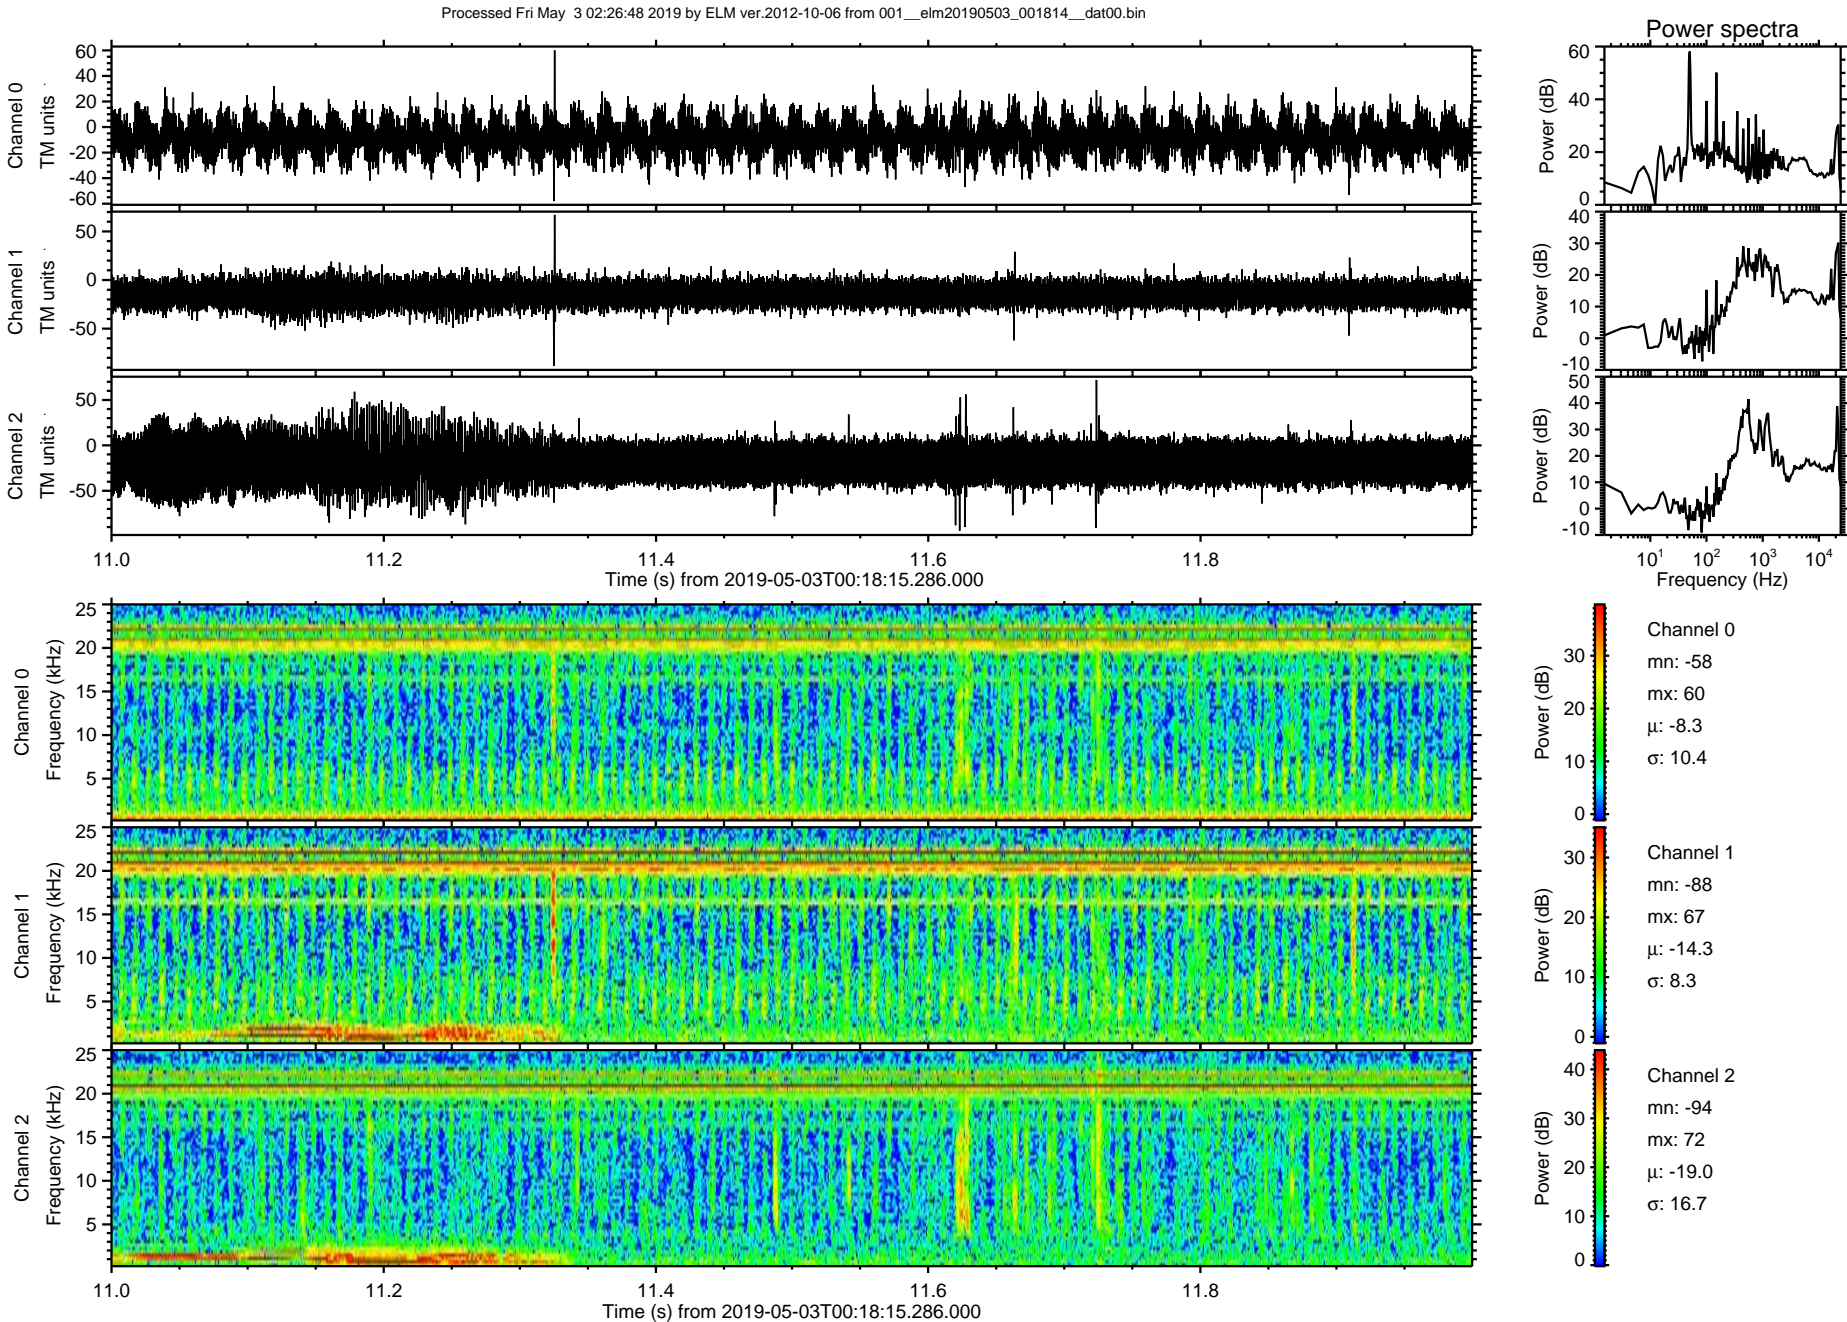 Processed Fri May  3 02:26:48 2019 by ELM ver.2012-10-06 from 001__elm20190503_001814__dat00.bin
Power spectra
Channel 0
TM units
60
40
20
0
-20
-40
-60
Power (dB)
60
40
20
0
Channel 1
TM units
50
0
-50
Power (dB)
40
30
20
10
0
-10
Channel 2
TM units
50
0
-50
Power (dB)
50
40
30
20
10
0
-10
11.0 11.2 11.4 11.6 11.8
Time (s) from 2019-05-03T00:18:15.286.000
10^1 10^2 10^3 10^4
Frequency (Hz)
Channel 0
Frequency (kHz)
25
20
15
10
5
Power (dB)
30
20
10
0
Channel 0
mn: -58
mx: 60
μ: -8.3
σ: 10.4
Channel 1
Frequency (kHz)
25
20
15
10
5
Power (dB)
30
20
10
0
Channel 1
mn: -88
mx: 67
μ: -14.3
σ: 8.3
Channel 2
Frequency (kHz)
25
20
15
10
5
Power (dB)
40
30
20
10
0
Channel 2
mn: -94
mx: 72
μ: -19.0
σ: 16.7
11.0 11.2 11.4 11.6 11.8
Time (s) from 2019-05-03T00:18:15.286.000